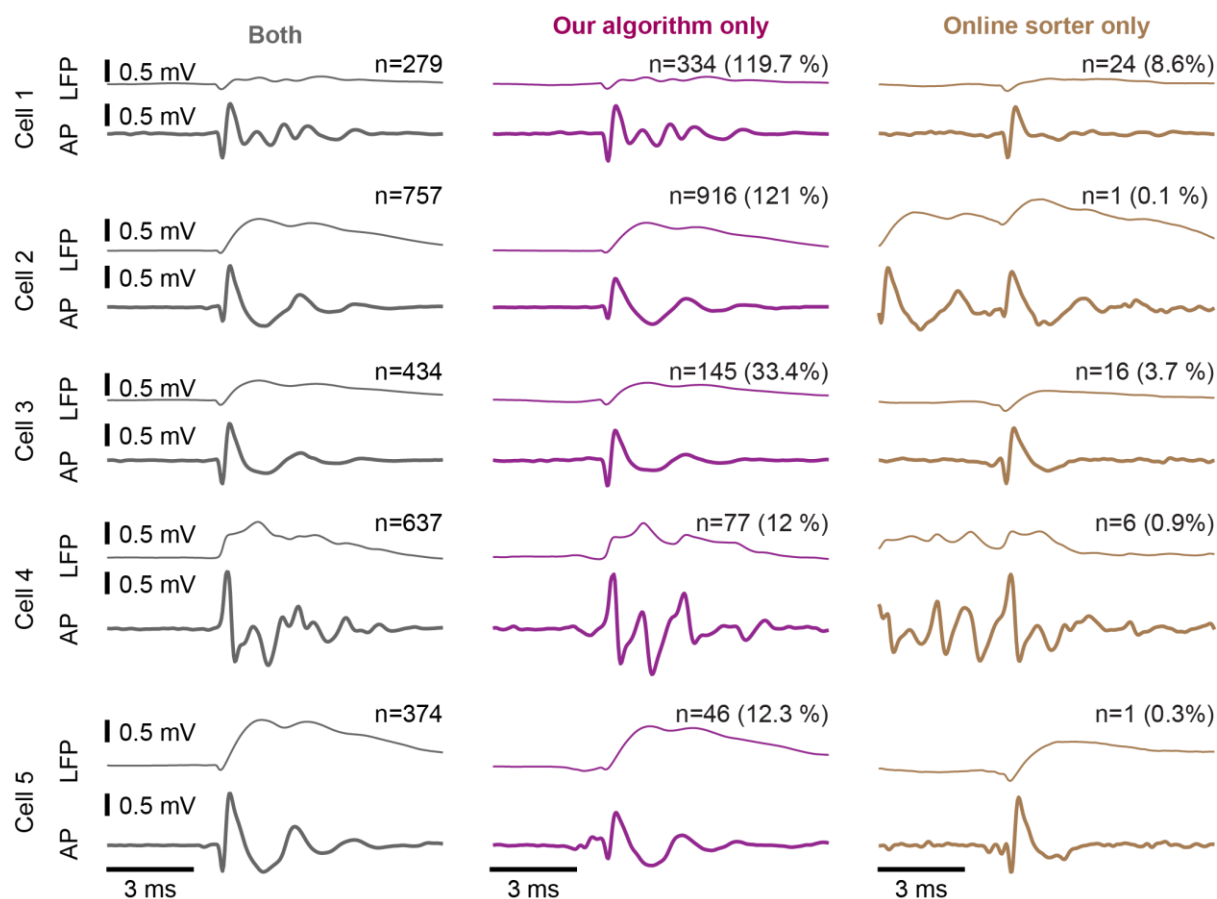 Both
Our algorithm only
Online sorter only
Cell 1
LFP
0.5 mV
n=279
n=334 (119.7 %)
n=24 (8.6%)
AP
0.5 mV
Cell 2
LFP
0.5 mV
n=757
n=916 (121 %)
n=1 (0.1 %)
AP
0.5 mV
Cell 3
LFP
0.5 mV
n=434
n=145 (33.4%)
n=16 (3.7 %)
AP
0.5 mV
Cell 4
LFP
0.5 mV
n=637
n=77 (12 %)
n=6 (0.9%)
AP
0.5 mV
Cell 5
LFP
0.5 mV
n=374
n=46 (12.3 %)
n=1 (0.3%)
AP
0.5 mV
3 ms
3 ms
3 ms